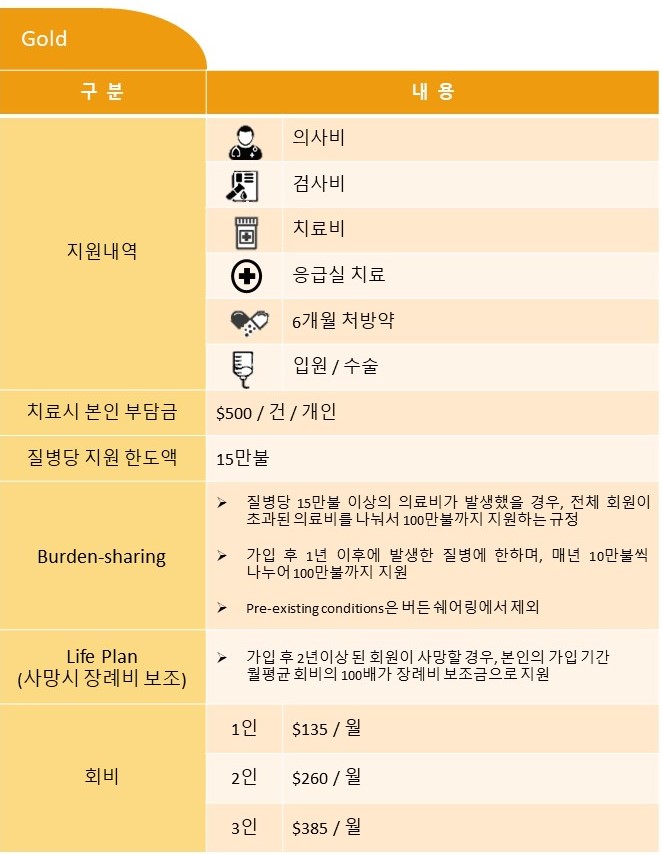 Gold
구 분
내 용
지원내역
의사비
검사비
치료비
응급실 치료
6개월 처방약
입원 / 수술
치료시 본인 부담금
$500 / 건 / 개인
질병당 지원 한도액
15만불
Burden-sharing
➢ 질병당 15만불 이상의 의료비가 발생했을 경우, 전체 회원이
초과된 의료비를 나눠서 100만불까지 지원하는 규정
➢ 가입 후 1년 이후에 발생한 질병에 한하며, 매년 10만불씩
나누어 100만불까지 지원
➢ Pre-existing conditions은 버든 쉐어링에서 제외
Life Plan
(사망시 장례비 보조)
➢ 가입 후 2년이상 된 회원이 사망할 경우, 본인의 가입 기간
월평균 회비의 100배가 장례비 보조금으로 지원
회비
1인
$135 / 월
2인
$260 / 월
3인
$385 / 월